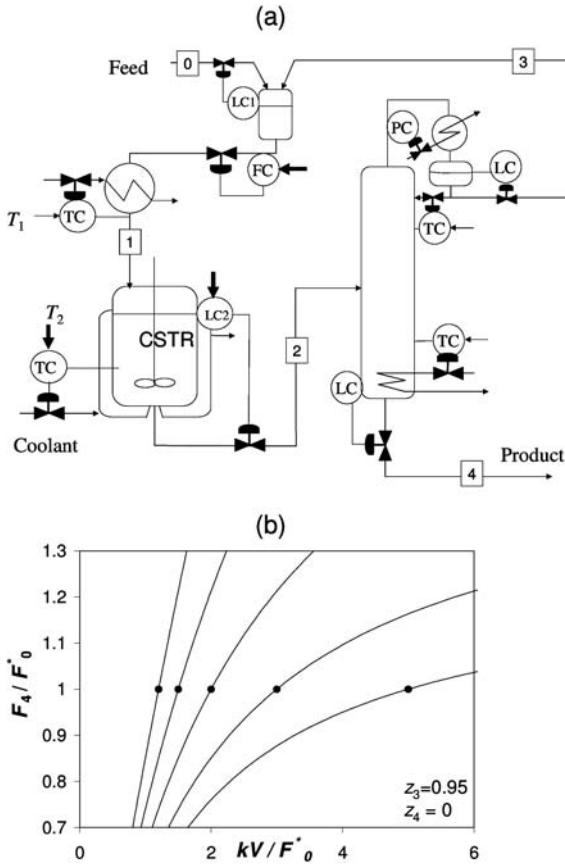 (a)
Feed
0
3
LC1
PC
LC
FC
T₁
TC
TC
1
T₂
LC2
CSTR
2
TC
TC
LC
Coolant
Product
4
(b)
1.3
1.2
1.1
1
0.9
0.8
0.7
F₄ / F*₀
z₃=0.95
z₄ = 0
0
2
4
6
kV / F*₀